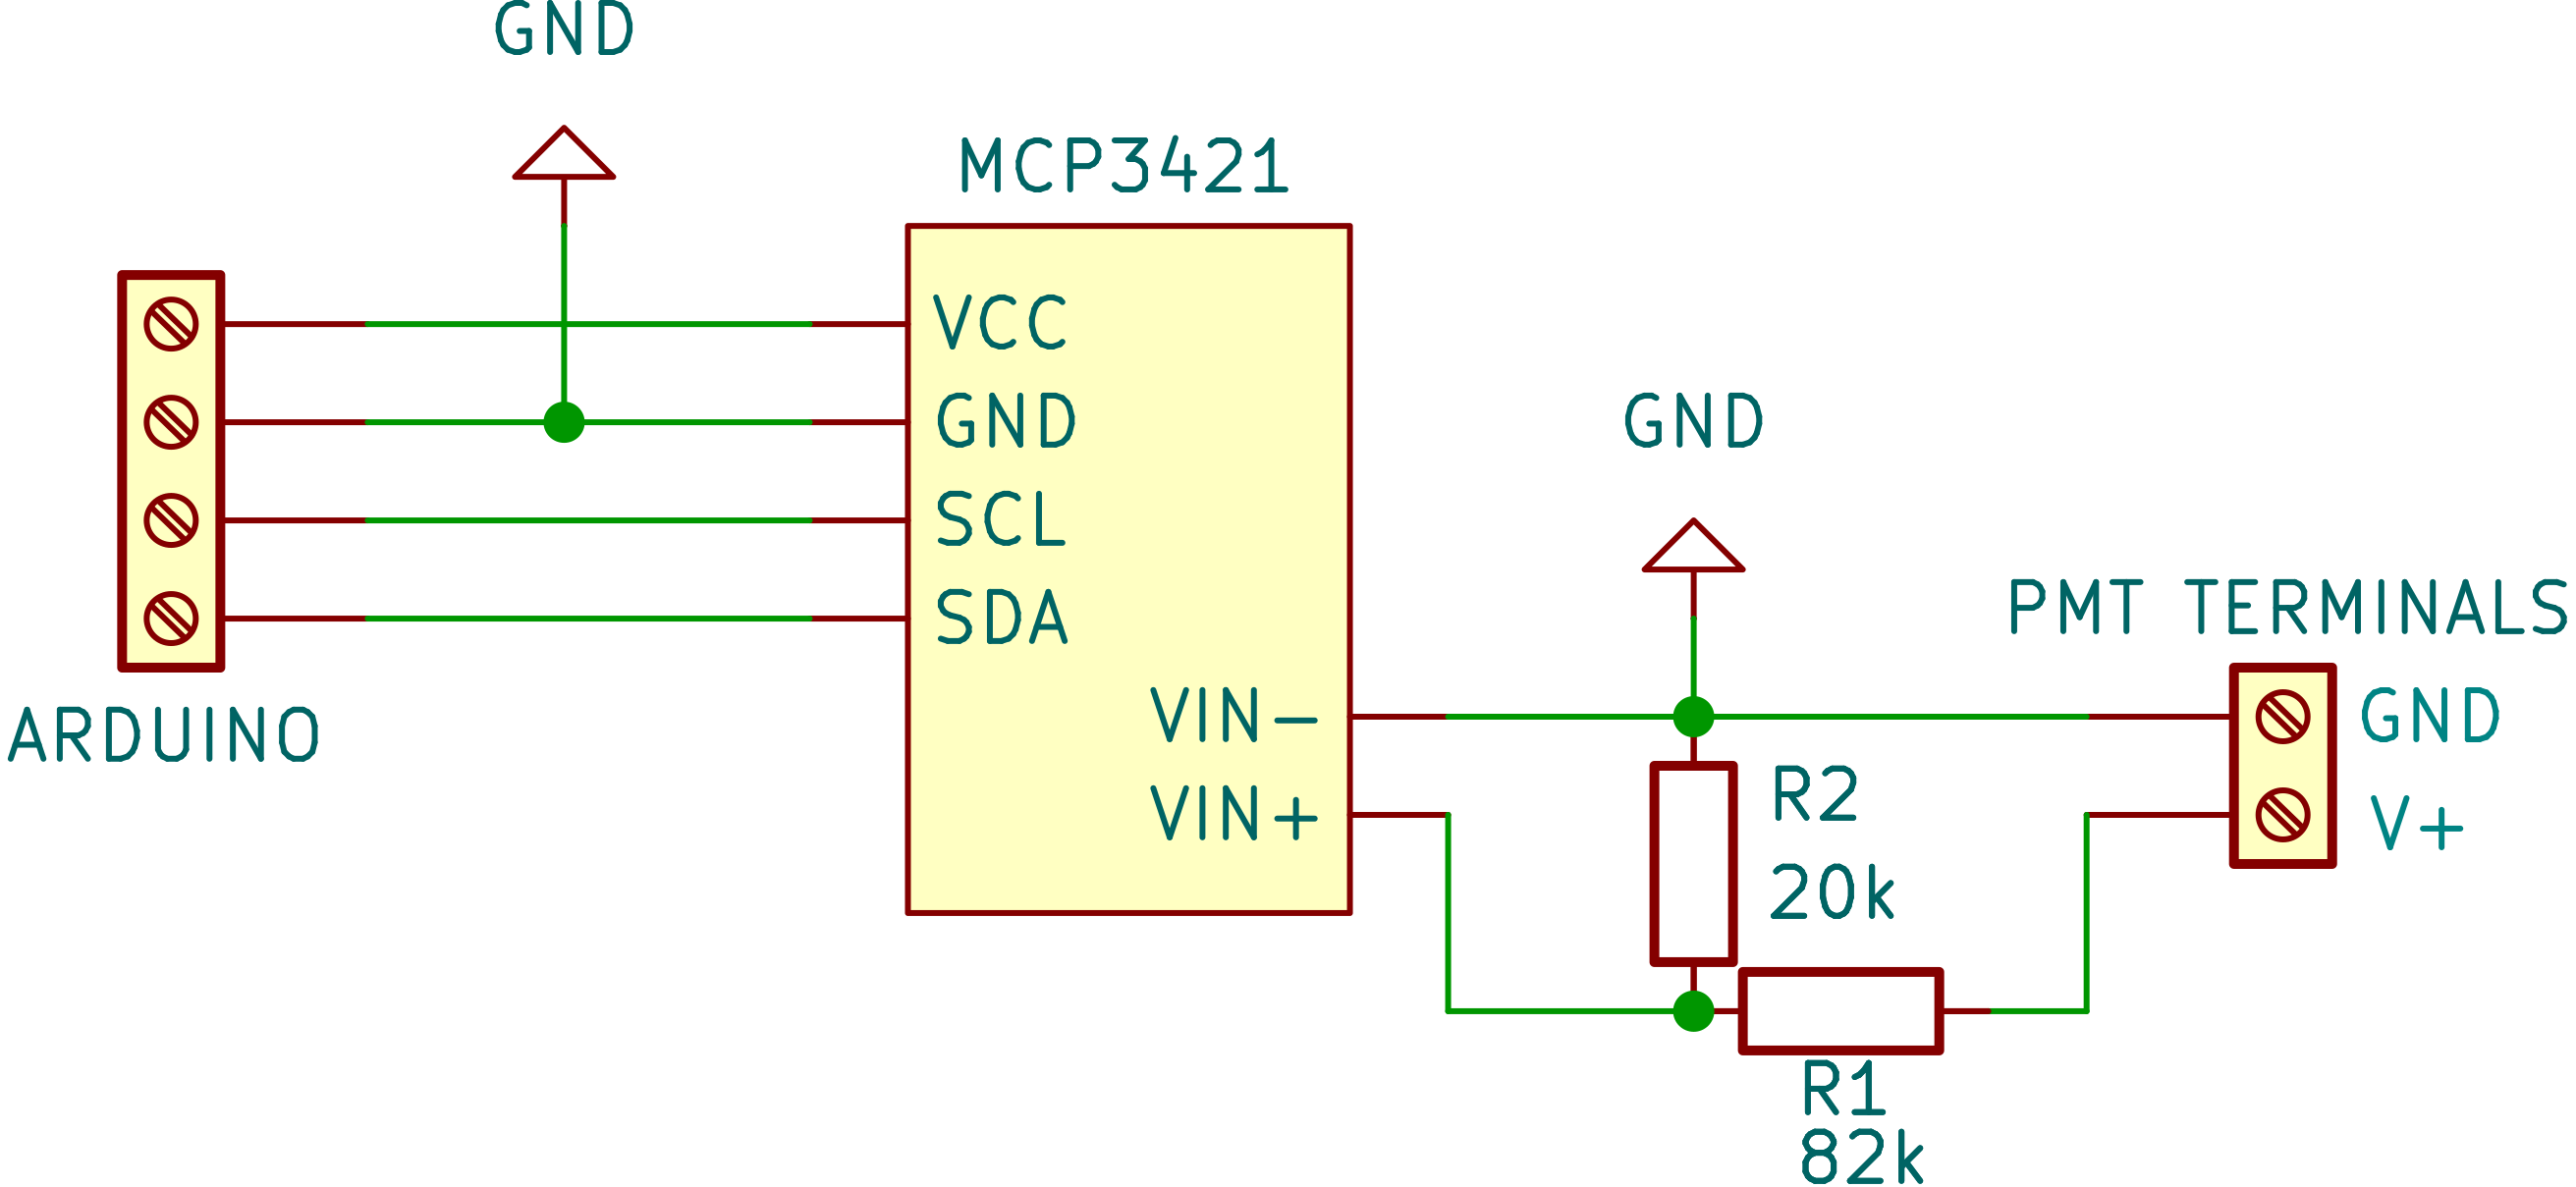 GND
MCP3421
VCC
GND
SCL
SDA
VIN-
VIN+
ARDUINO
GND
PMT TERMINALS
GND
V+
R2
20k
R1
82k